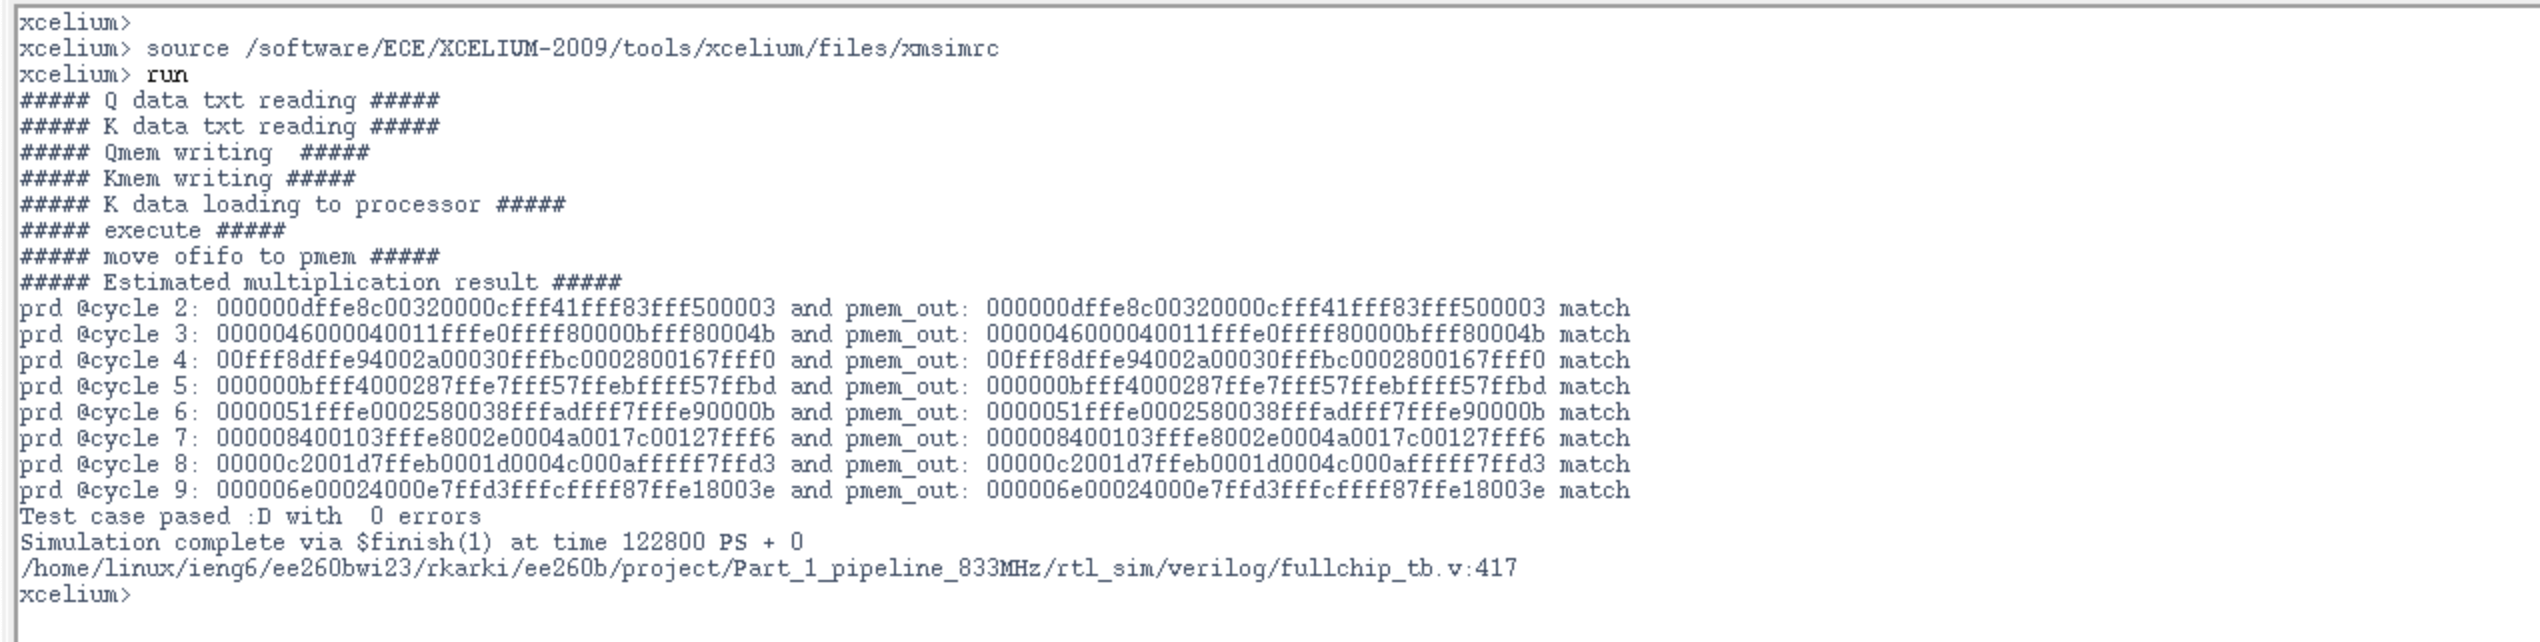 xcelium>
xcelium> source /software/ECE/XCELIUM-2009/tools/xcelium/files/xmsimrc
xcelium> run
##### Q data txt reading #####
##### K data txt reading #####
##### Qmem writing  #####
##### Kmem writing #####
##### K data loading to processor #####
##### execute #####
##### move ofifo to pmem #####
##### Estimated multiplication result #####
prd @cycle 2: 000000dffe8c00320000cfff41fff83fff500003 and pmem_out: 000000dffe8c00320000cfff41fff83fff500003 match
prd @cycle 3: 0000046000040011fffe0ffff80000bfff80004b and pmem_out: 0000046000040011fffe0ffff80000bfff80004b match
prd @cycle 4: 00fff8dffe94002a00030fffbc0002800167fff0 and pmem_out: 00fff8dffe94002a00030fffbc0002800167fff0 match
prd @cycle 5: 000000bfff4000287ffe7fff57ffebffff57ffbd and pmem_out: 000000bfff4000287ffe7fff57ffebffff57ffbd match
prd @cycle 6: 0000051fffe0002580038fffadfff7fffe90000b and pmem_out: 0000051fffe0002580038fffadfff7fffe90000b match
prd @cycle 7: 000008400103fffe8002e0004a0017c00127fff6 and pmem_out: 000008400103fffe8002e0004a0017c00127fff6 match
prd @cycle 8: 00000c2001d7ffeb0001d0004c000afffff7ffd3 and pmem_out: 00000c2001d7ffeb0001d0004c000afffff7ffd3 match
prd @cycle 9: 000006e00024000e7ffd3fffcffff87ffe18003e and pmem_out: 000006e00024000e7ffd3fffcffff87ffe18003e match
Test case pased :D with  0 errors
Simulation complete via $finish(1) at time 122800 PS + 0
/home/linux/ieng6/ee260bwi23/rkarki/ee260b/project/Part_1_pipeline_833MHz/rtl_sim/verilog/fullchip_tb.v:417
xcelium>